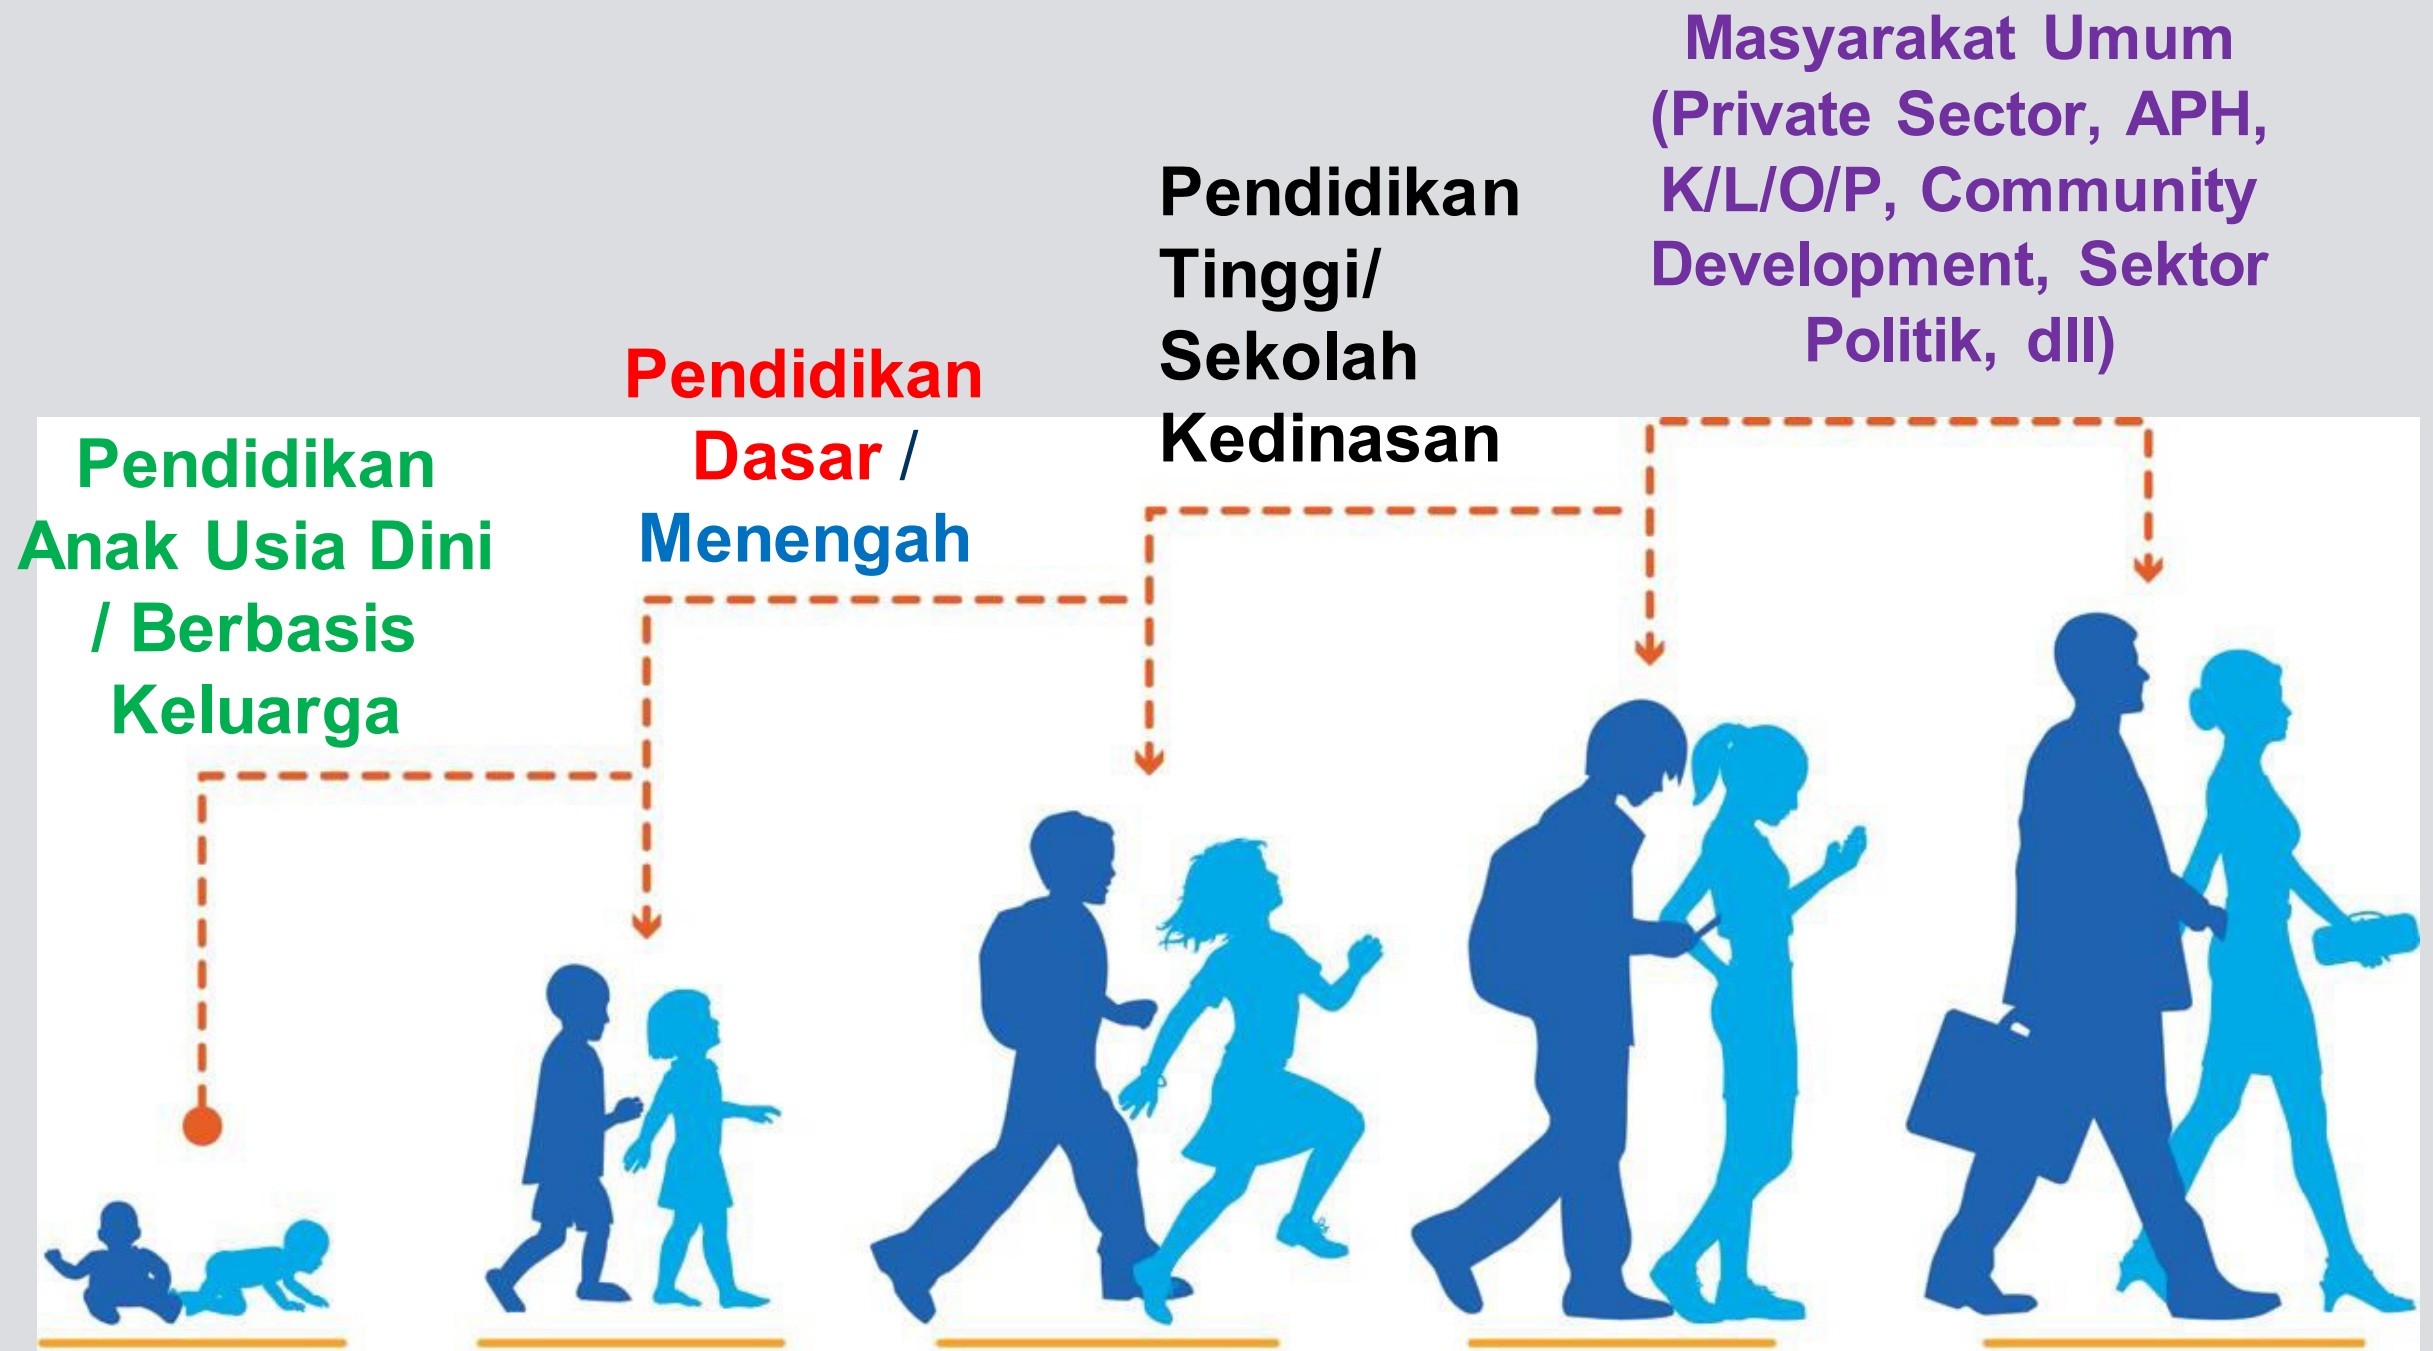 Pendidikan
Anak Usia Dini
/ Berbasis
Keluarga
Pendidikan
Dasar /
Menengah
Pendidikan
Tinggi/
Sekolah
Kedinasan
Masyarakat Umum
(Private Sector, APH,
K/L/O/P, Community
Development, Sektor
Politik, dll)